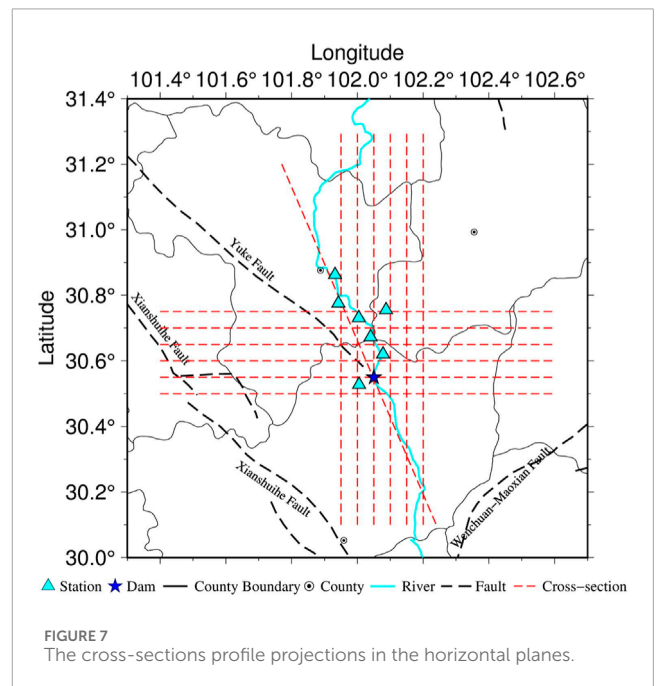 Longitude
101.4° 101.6° 101.8° 102.0° 102.2° 102.4° 102.6°
31.4°
31.2°
31.0°
30.8°
30.6°
30.4°
30.2°
30.0°
Latitude
Yuke Fault
Xianshuihe Fault
Xianshuihe Fault
Wenchuan−Maoxian Fault
Station Dam County Boundary County River Fault Cross−section
FIGURE 7
The cross-sections profile projections in the horizontal planes.